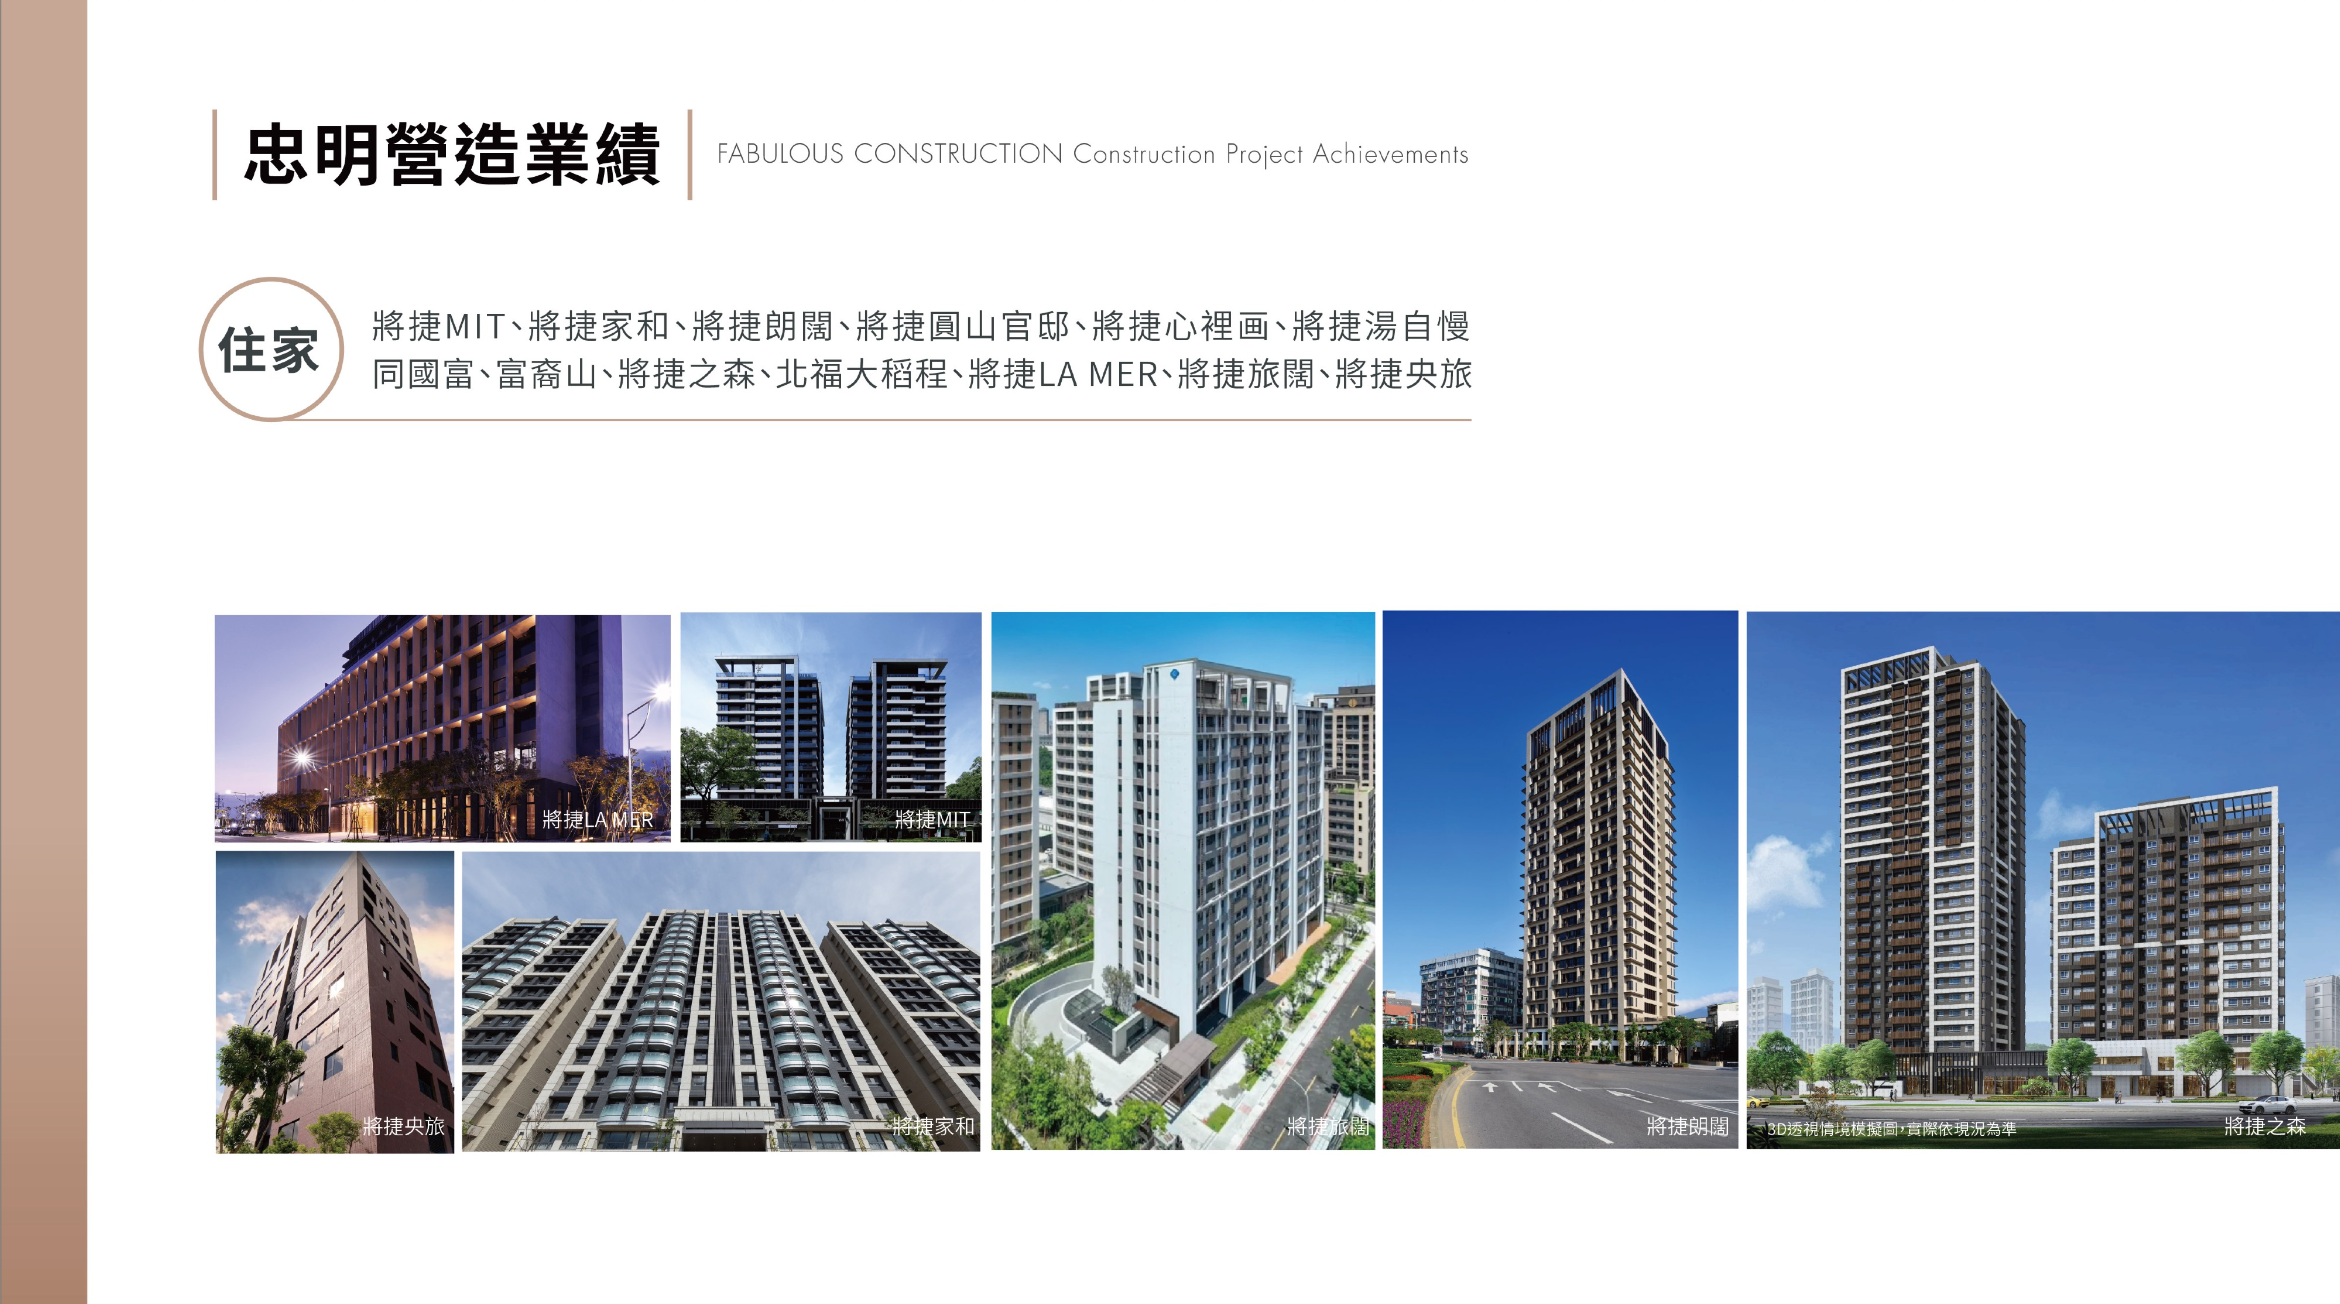 忠明營造業績
FABULOUS CONSTRUCTION Construction Project Achievements
住家
將捷MIT、將捷家和、將捷朗闊、將捷圓山官邸、將捷心裡画、將捷湯自慢
同國富、富裔山、將捷之森、北福大稻程、將捷LA MER、將捷旅闊、將捷央旅
將捷LA MER
將捷MIT
將捷央旅
將捷家和
將捷旅闊
將捷朗闊
3D透視情境模擬圖，實際依現況為準
將捷之森